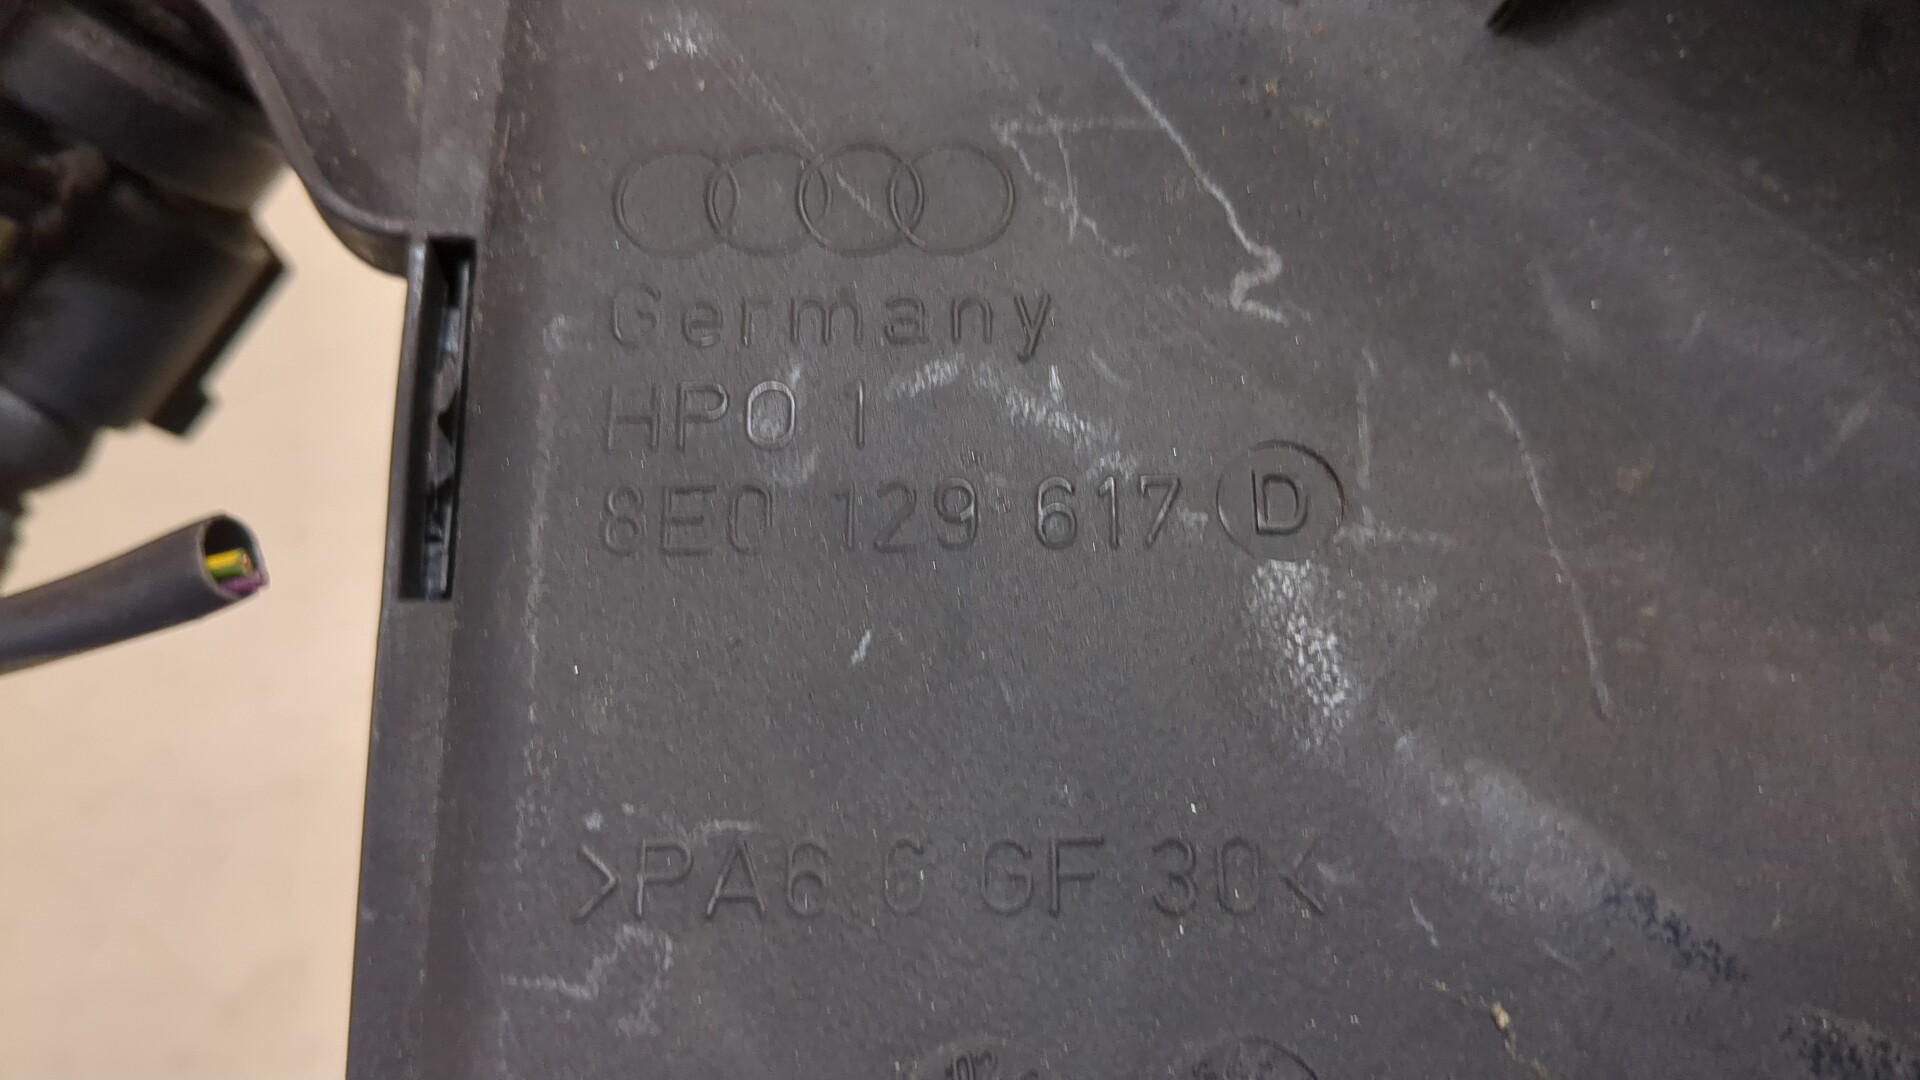 Germany
HPO 1
8E0 129 617 D
>PA6 6 GF 30<